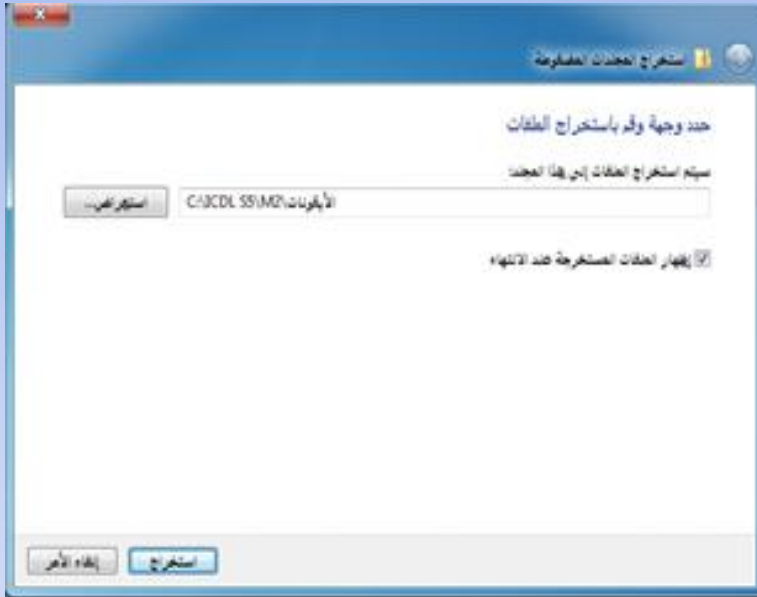 استخراج المجلدات المضغوطة
حدد وجهة وقم باستخراج الملفات
سيتم استخراج الملفات إلى هذا المجلد:
C:\ICDL S5\M2\الأيقونات
استعراض...
إظهار الملفات المستخرجة عند الانتهاء
استخراج
إلغاء الأمر